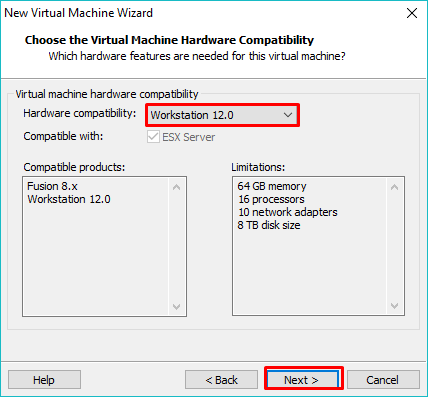 New Virtual Machine Wizard
Choose the Virtual Machine Hardware Compatibility
Which hardware features are needed for this virtual machine?
Virtual machine hardware compatibility
Hardware compatibility: Workstation 12.0
Compatible with: ESX Server
Compatible products:
Fusion 8.x
Workstation 12.0
Limitations:
64 GB memory
16 processors
10 network adapters
8 TB disk size
Help < Back Next > Cancel